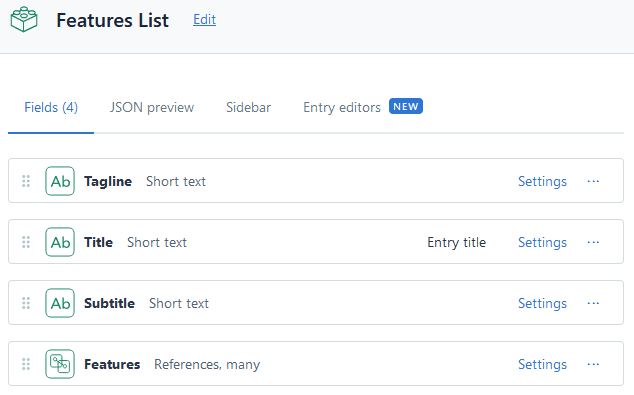 Features List Edit
Fields (4) JSON preview Sidebar Entry editors NEW
Ab Tagline Short text Settings ...
Ab Title Short text Entry title Settings ...
Ab Subtitle Short text Settings ...
Features References, many Settings ...